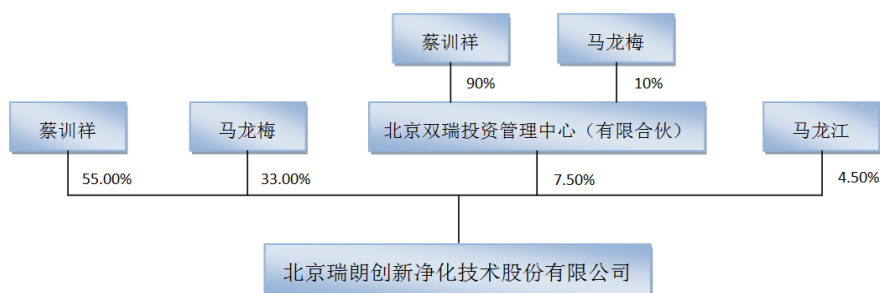 蔡训祥
马龙梅
90%
10%
蔡训祥
马龙梅
北京双瑞投资管理中心（有限合伙）
马龙江
55.00%
33.00%
7.50%
4.50%
北京瑞朗创新净化技术股份有限公司